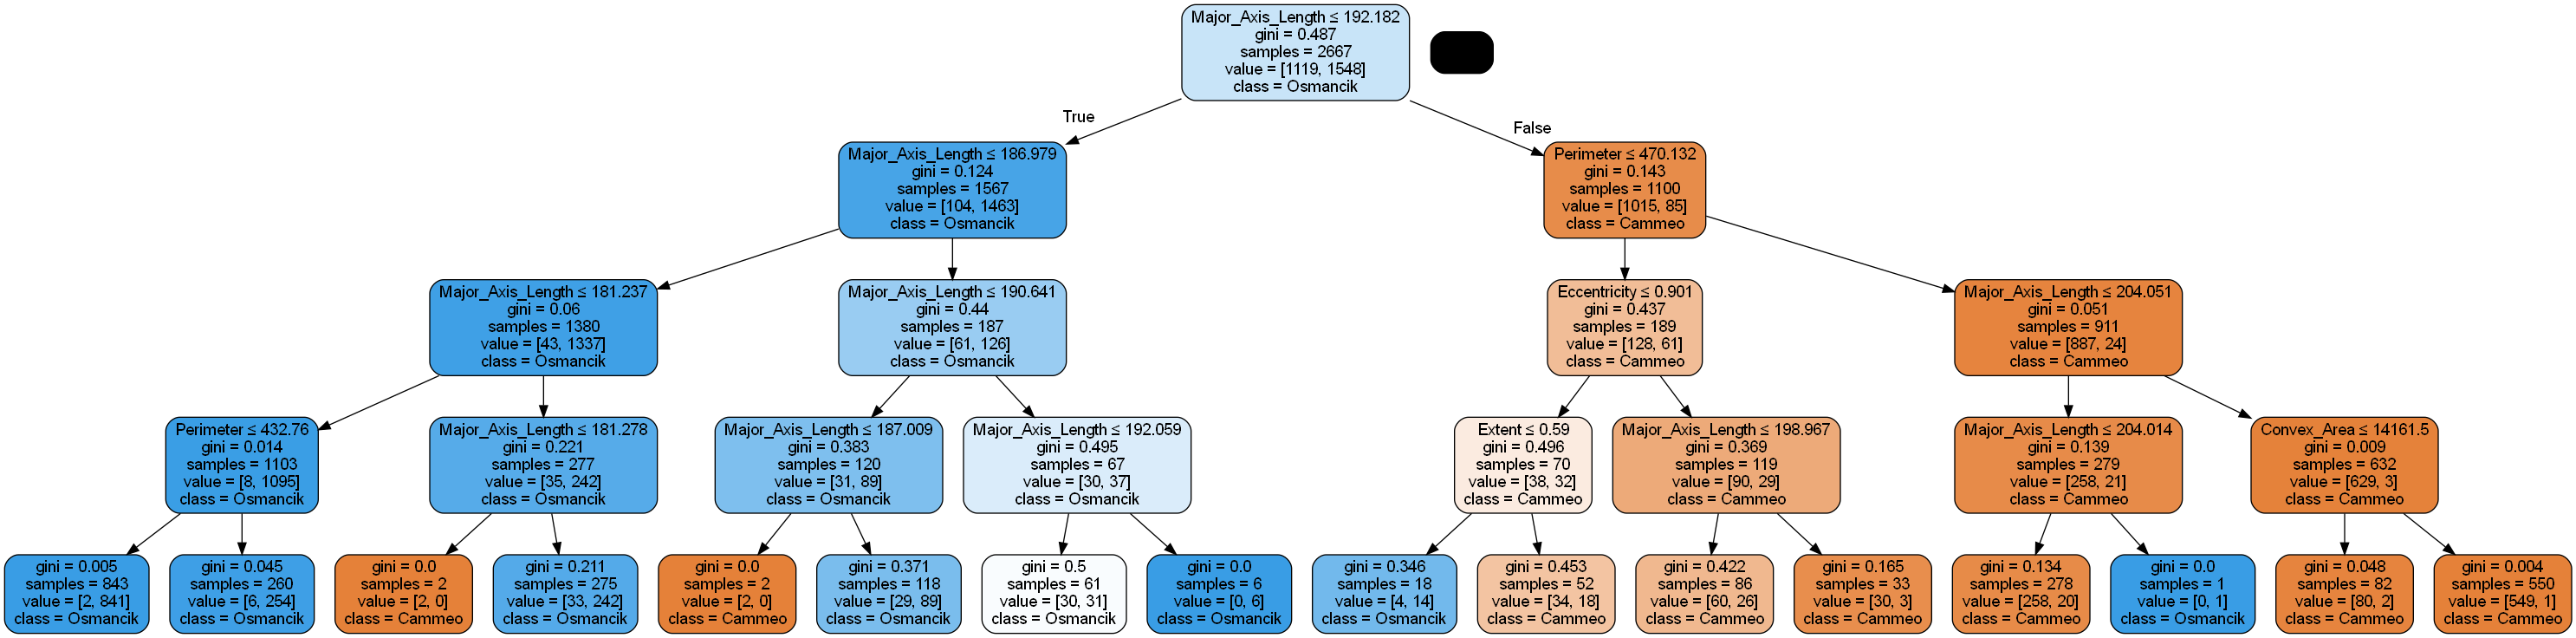 Major_Axis_Length ≤ 192.182
gini = 0.487
samples = 2667
value = [1119, 1548]
class = Osmancik
True
False
Major_Axis_Length ≤ 186.979
gini = 0.124
samples = 1567
value = [104, 1463]
class = Osmancik
Perimeter ≤ 470.132
gini = 0.143
samples = 1100
value = [1015, 85]
class = Cammeo
Major_Axis_Length ≤ 181.237
gini = 0.06
samples = 1380
value = [43, 1337]
class = Osmancik
Major_Axis_Length ≤ 190.641
gini = 0.44
samples = 187
value = [61, 126]
class = Osmancik
Eccentricity ≤ 0.901
gini = 0.437
samples = 189
value = [128, 61]
class = Cammeo
Major_Axis_Length ≤ 204.051
gini = 0.051
samples = 911
value = [887, 24]
class = Cammeo
Perimeter ≤ 432.76
gini = 0.014
samples = 1103
value = [8, 1095]
class = Osmancik
Major_Axis_Length ≤ 181.278
gini = 0.221
samples = 277
value = [35, 242]
class = Osmancik
Major_Axis_Length ≤ 187.009
gini = 0.383
samples = 120
value = [31, 89]
class = Osmancik
Major_Axis_Length ≤ 192.059
gini = 0.495
samples = 67
value = [30, 37]
class = Osmancik
Extent ≤ 0.59
gini = 0.496
samples = 70
value = [38, 32]
class = Cammeo
Major_Axis_Length ≤ 198.967
gini = 0.369
samples = 119
value = [90, 29]
class = Cammeo
Major_Axis_Length ≤ 204.014
gini = 0.139
samples = 279
value = [258, 21]
class = Cammeo
Convex_Area ≤ 14161.5
gini = 0.009
samples = 632
value = [629, 3]
class = Cammeo
gini = 0.005
samples = 843
value = [2, 841]
class = Osmancik
gini = 0.045
samples = 260
value = [6, 254]
class = Osmancik
gini = 0.0
samples = 2
value = [2, 0]
class = Cammeo
gini = 0.211
samples = 275
value = [33, 242]
class = Osmancik
gini = 0.0
samples = 2
value = [2, 0]
class = Cammeo
gini = 0.371
samples = 118
value = [29, 89]
class = Osmancik
gini = 0.5
samples = 61
value = [30, 31]
class = Osmancik
gini = 0.0
samples = 6
value = [0, 6]
class = Osmancik
gini = 0.346
samples = 18
value = [4, 14]
class = Osmancik
gini = 0.453
samples = 52
value = [34, 18]
class = Cammeo
gini = 0.422
samples = 86
value = [60, 26]
class = Cammeo
gini = 0.165
samples = 33
value = [30, 3]
class = Cammeo
gini = 0.134
samples = 278
value = [258, 20]
class = Cammeo
gini = 0.0
samples = 1
value = [0, 1]
class = Osmancik
gini = 0.048
samples = 82
value = [80, 2]
class = Cammeo
gini = 0.004
samples = 550
value = [549, 1]
class = Cammeo